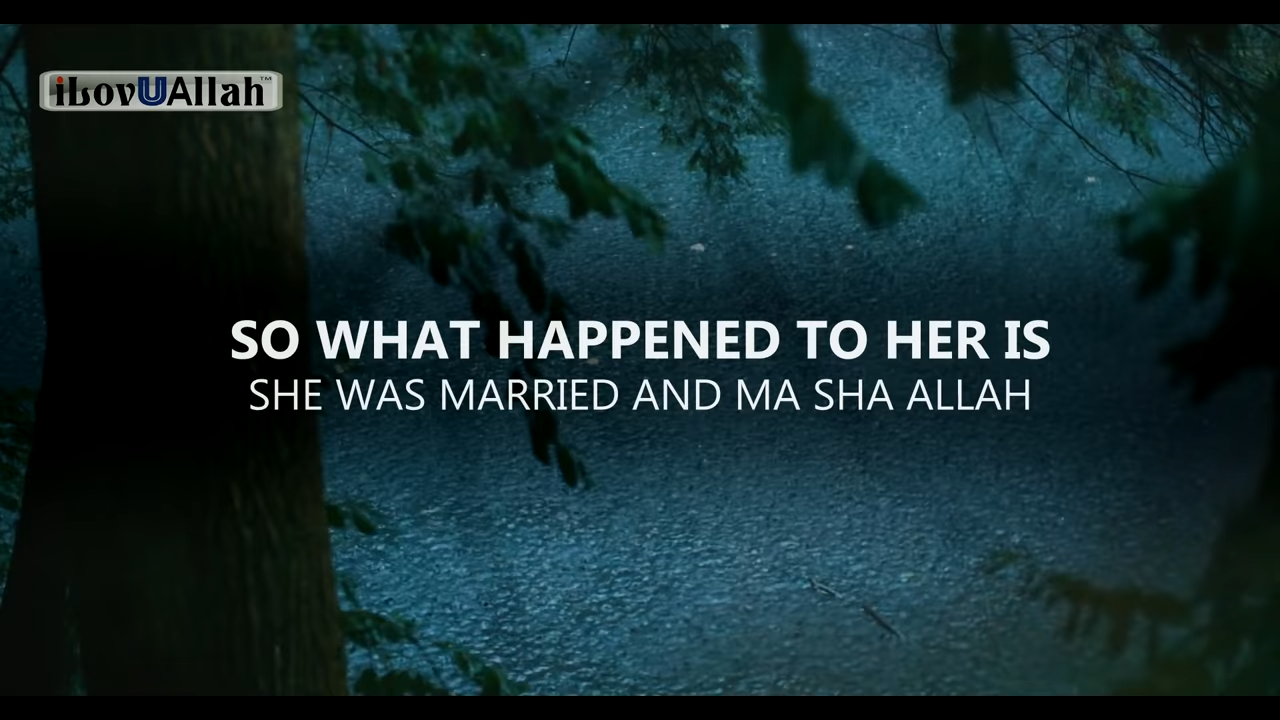 iLovUAllah™
SO WHAT HAPPENED TO HER IS
SHE WAS MARRIED AND MA SHA ALLAH